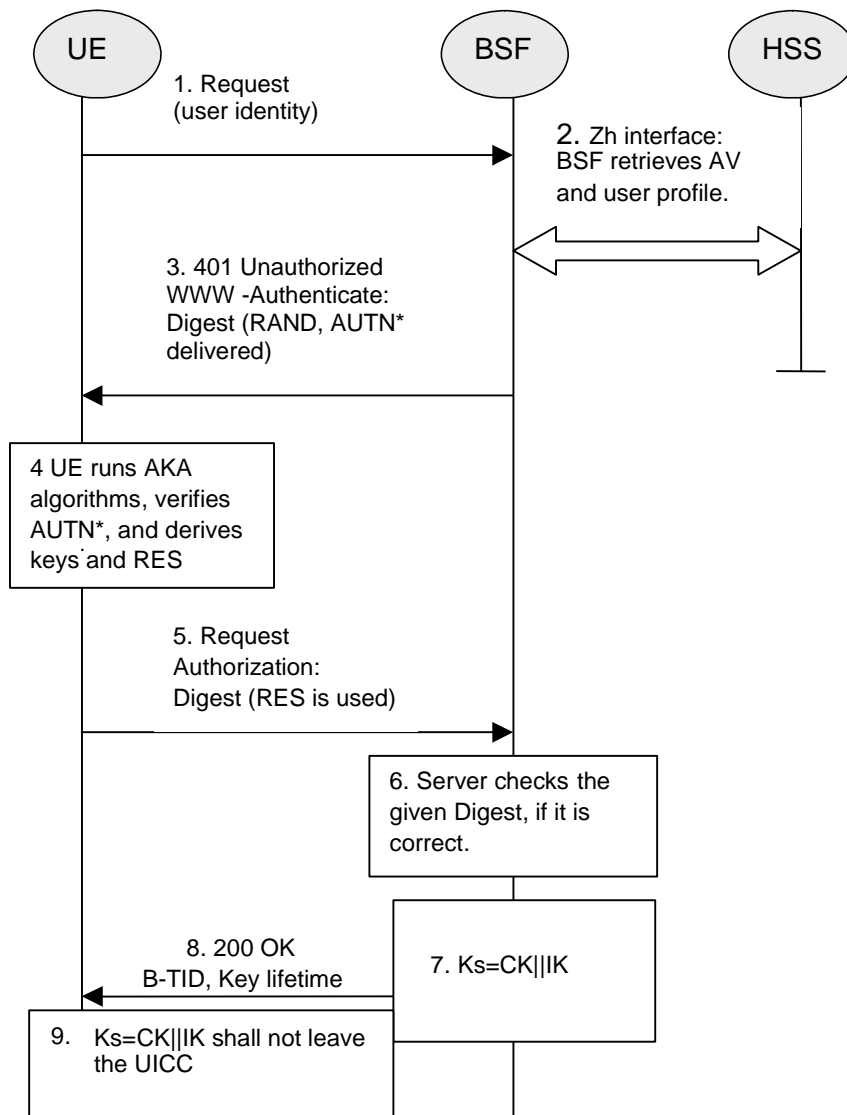 UE
BSF
HSS
1. Request
(user identity)
2. Zh interface:
BSF retrieves AV
and user profile.
3. 401 Unauthorized
WWW -Authenticate:
Digest (RAND, AUTN*
delivered)
4 UE runs AKA
algorithms, verifies
AUTN*, and derives
keys and RES
5. Request
Authorization:
Digest (RES is used)
6. Server checks the
given Digest, if it is
correct.
7. Ks=CK||IK
8. 200 OK
B-TID, Key lifetime
9. Ks=CK||IK shall not leave
the UICC